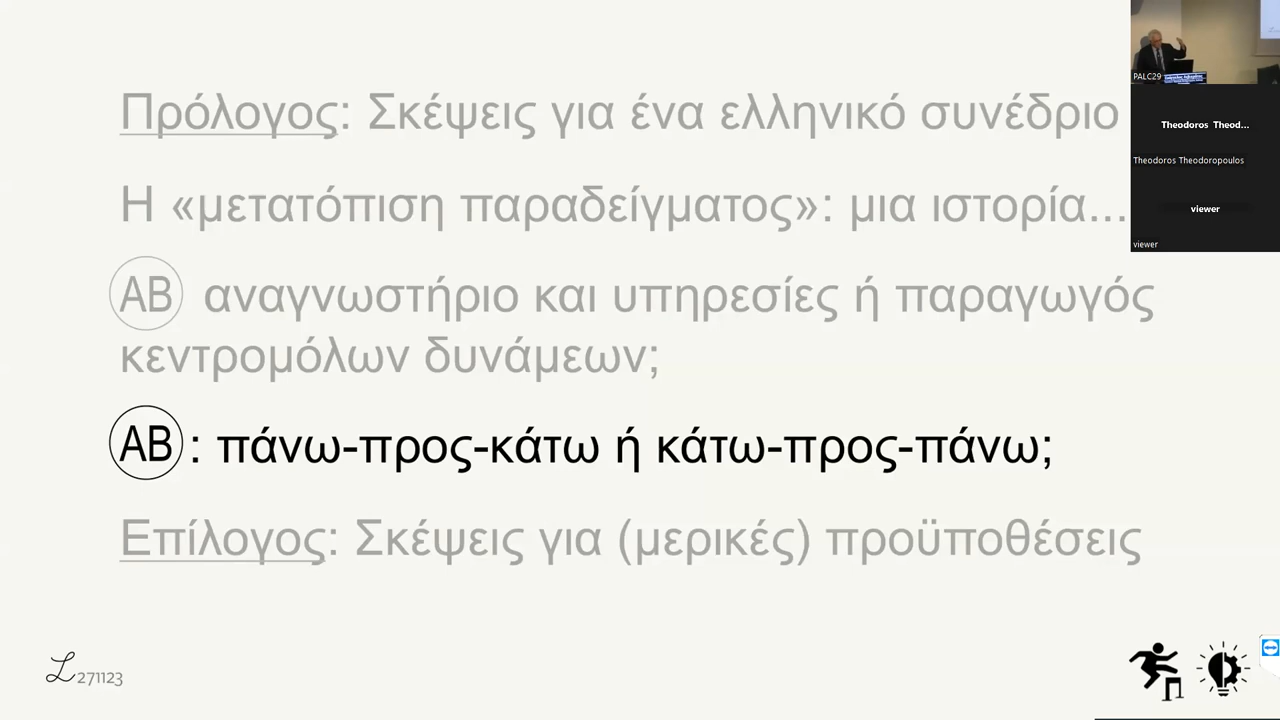 Πρόλογος: Σκέψεις για ένα ελληνικό συνέδριο
Η «μετατόπιση παραδείγματος»: μια ιστορία...
ΑΒ αναγνωστήριο και υπηρεσίες ή παραγωγός
κεντρομόλων δυνάμεων;
ΑΒ : πάνω-προς-κάτω ή κάτω-προς-πάνω;
Επίλογος: Σκέψεις για (μερικές) προϋποθέσεις
L271123
PALC29
Theodoros Theod...
Theodoros Theodoropoulos
viewer
viewer